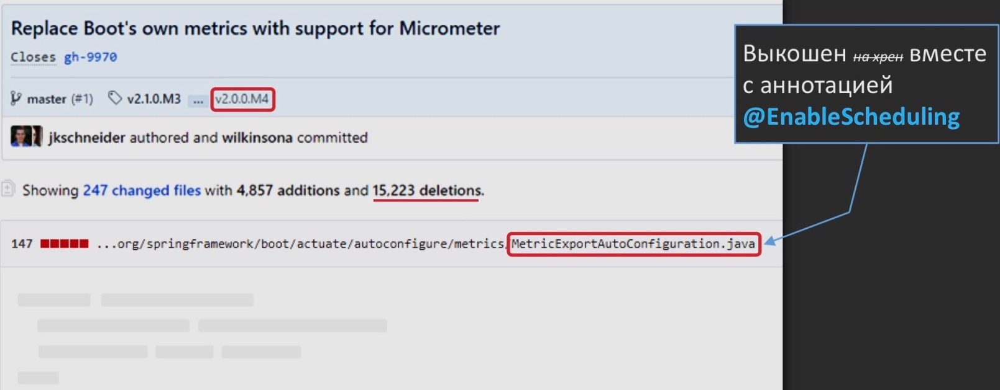 Replace Boot's own metrics with support for Micrometer
Closes gh-9970
master (#1) v2.1.0.M3 ... v2.0.0.M4
jkschneider authored and wilkinsona committed
Showing 247 changed files with 4,857 additions and 15,223 deletions.
147 ...org/springframework/boot/actuate/autoconfigure/metrics/MetricExportAutoConfiguration.java
Выкошен на хрен вместе
с аннотацией
@EnableScheduling